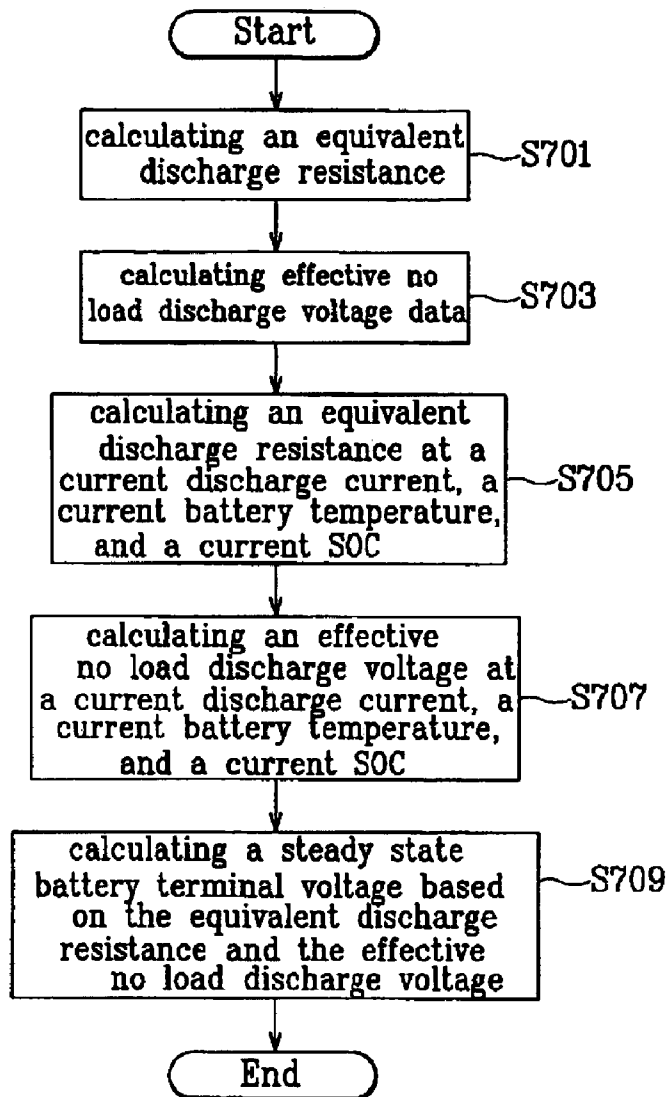 Start
calculating an equivalent
discharge resistance
S701
calculating effective no
load discharge voltage data
S703
calculating an equivalent
discharge resistance at a
current discharge current, a
current battery temperature,
and a current SOC
S705
calculating an effective
no load discharge voltage at
a current discharge current, a
current battery temperature,
and a current SOC
S707
calculating a steady state
battery terminal voltage based
on the equivalent discharge
resistance and the effective
no load discharge voltage
S709
End